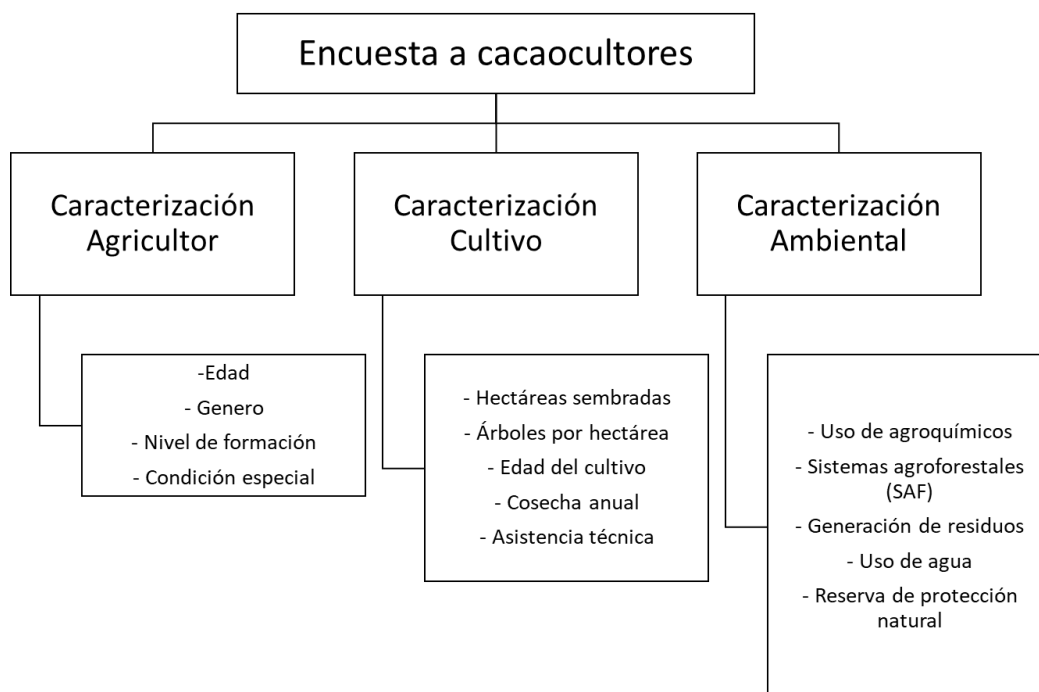 Encuesta a cacaocultores
Caracterización
Agricultor
Caracterización
Cultivo
Caracterización
Ambiental
-Edad
- Genero
- Nivel de formación
- Condición especial
- Hectáreas sembradas
- Árboles por hectárea
- Edad del cultivo
- Cosecha anual
- Asistencia técnica
- Uso de agroquímicos
- Sistemas agroforestales
(SAF)
- Generación de residuos
- Uso de agua
- Reserva de protección
natural